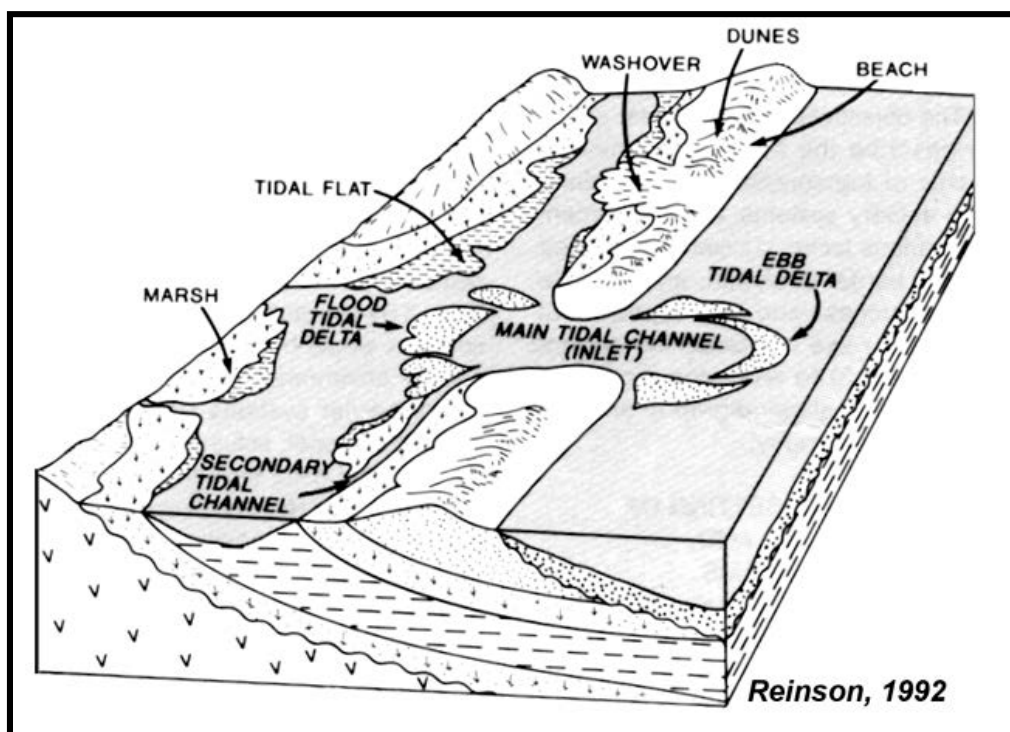 DUNES
WASHOVER
BEACH
TIDAL FLAT
EBB
TIDAL DELTA
MARSH
FLOOD
TIDAL
DELTA
MAIN TIDAL CHANNEL
(INLET)
SECONDARY
TIDAL
CHANNEL
Reinson, 1992